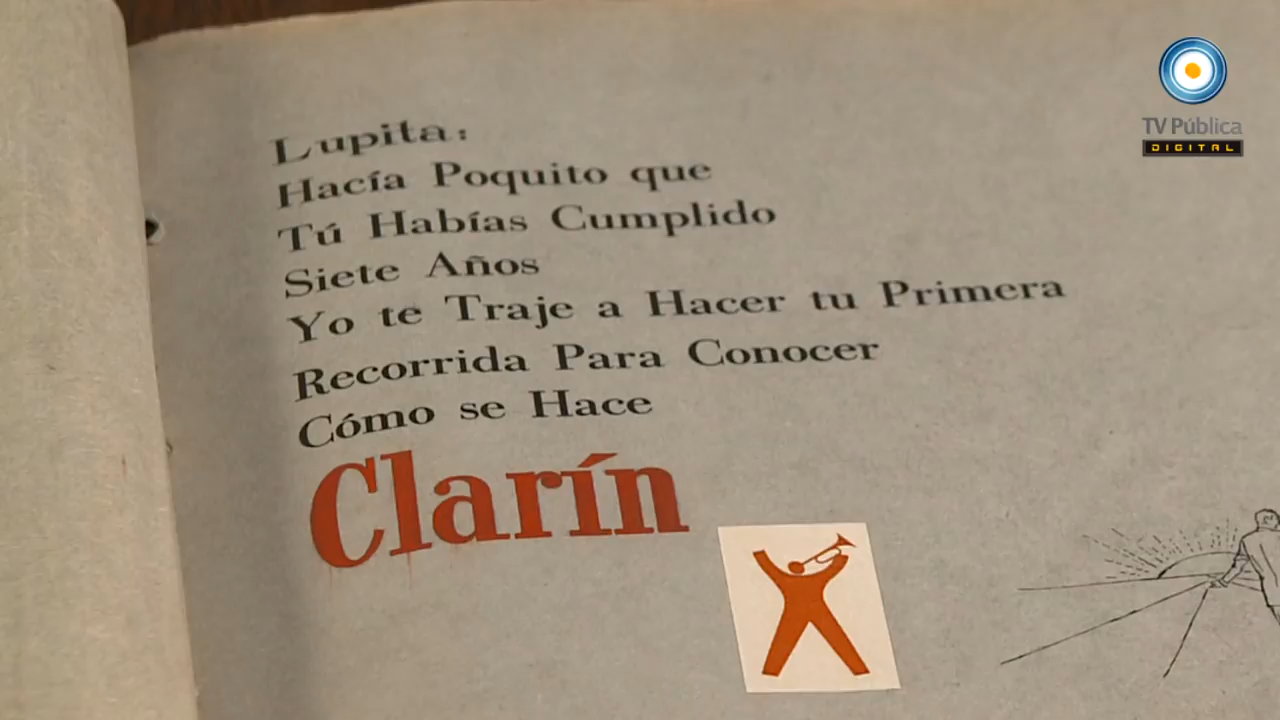 Lupita:
Hacía Poquito que
Tú Habías Cumplido
Siete Años
Yo te Traje a Hacer tu Primera
Recorrida Para Conocer
Cómo se Hace
Clarín
TV Pública
DIGITAL